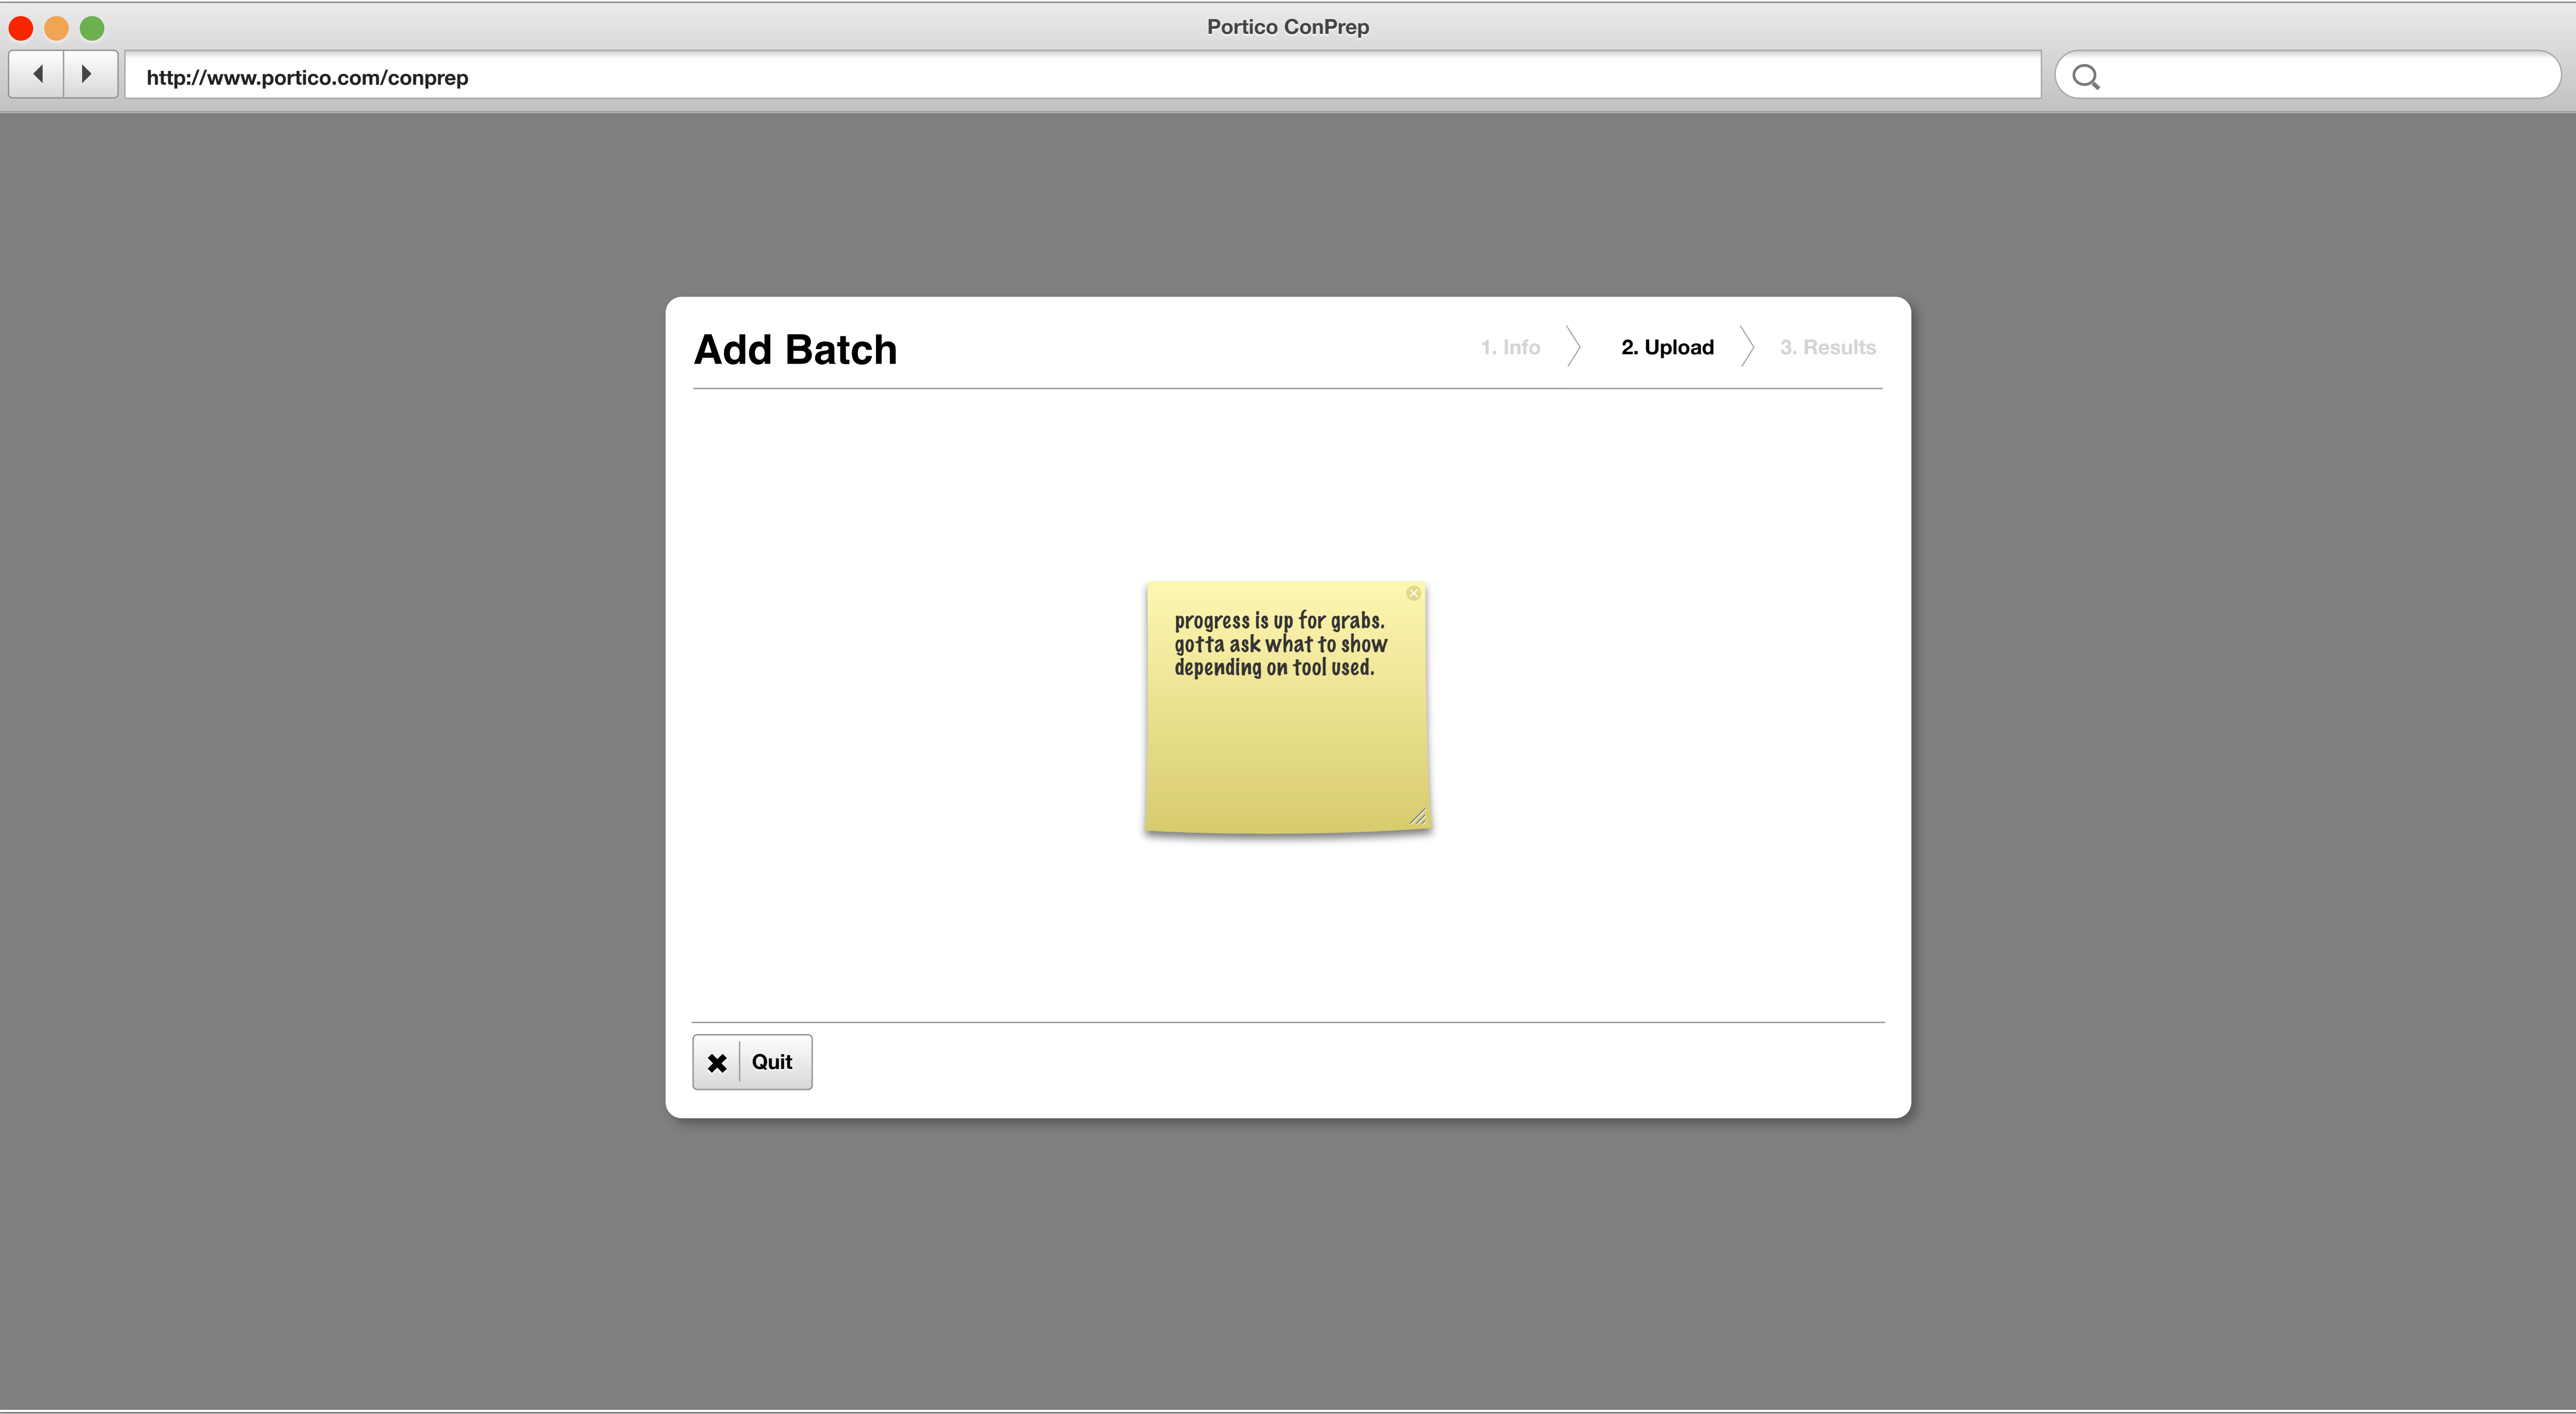 Portico ConPrep
http://www.portico.com/conprep
Add Batch
1. Info
2. Upload
3. Results
progress is up for grabs.
gotta ask what to show
depending on tool used.
Quit